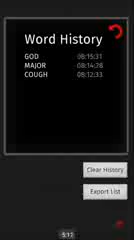 Word History
GOD 08:15:31
MAJOR 08:14:28
COUGH 08:12:33
Clear History
Export List
5:17